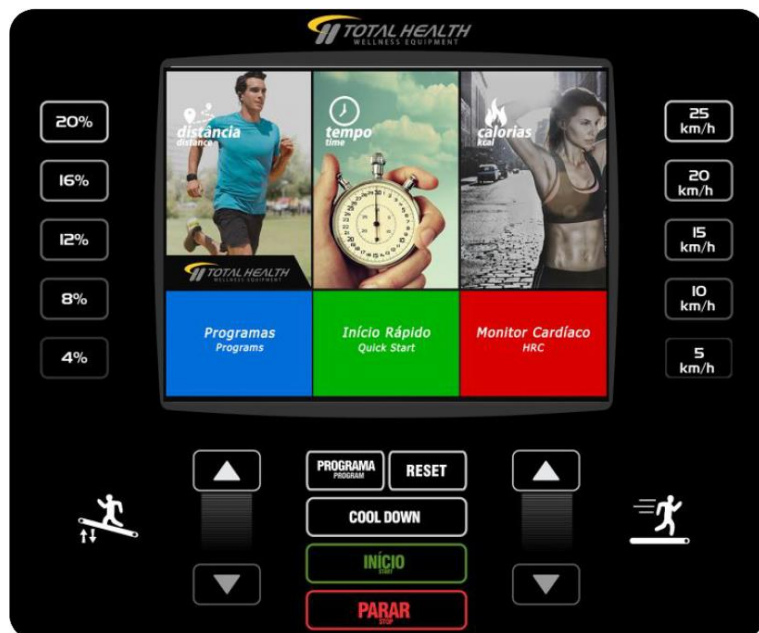 TOTAL HEALTH
WELLNESS EQUIPMENT
20%
16%
12%
8%
4%
distância
distance
tempo
time
calorias
kcal
TOTAL HEALTH
WELLNESS EQUIPMENT
Programas
Programs
Início Rápido
Quick Start
Monitor Cardíaco
HRC
25
km/h
20
km/h
15
km/h
10
km/h
5
km/h
PROGRAMA
PROGRAM
RESET
COOL DOWN
INÍCIO
START
PARAR
STOP